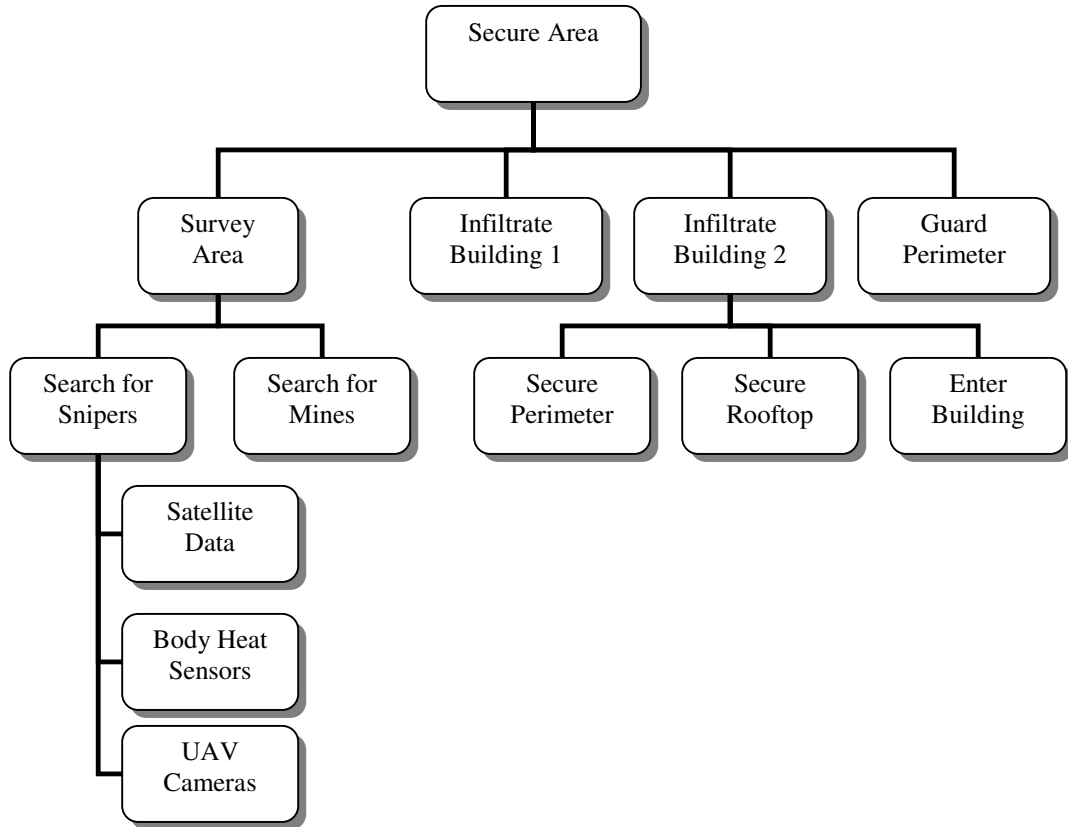 Secure Area
Survey
Area
Infiltrate
Building 1
Infiltrate
Building 2
Guard
Perimeter
Search for
Snipers
Search for
Mines
Secure
Perimeter
Secure
Rooftop
Enter
Building
Satellite
Data
Body Heat
Sensors
UAV
Cameras